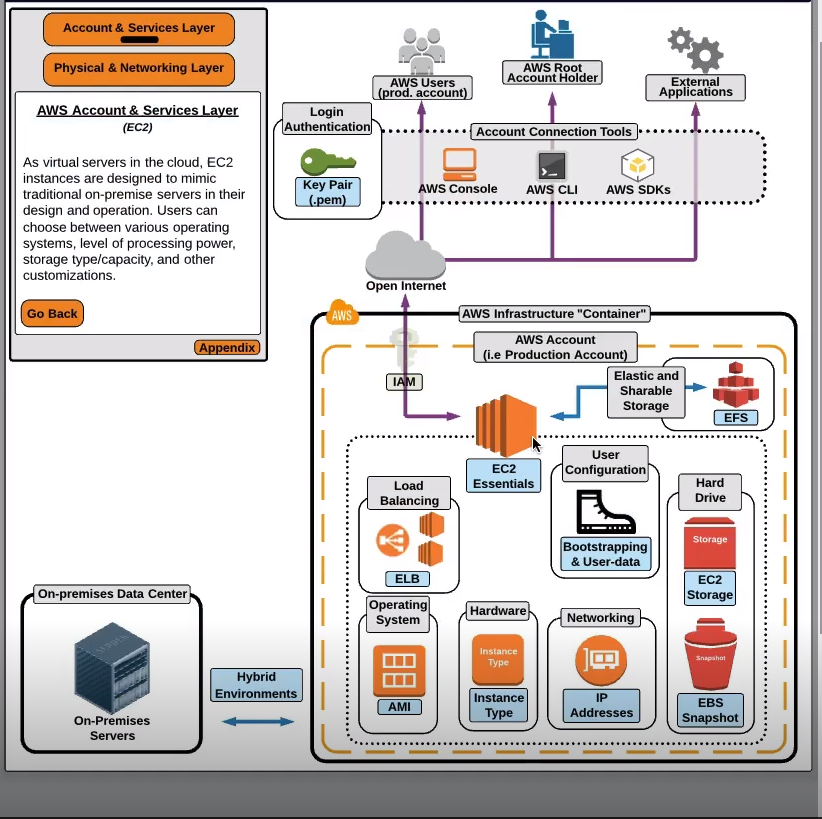 Account & Services Layer
Physical & Networking Layer
AWS Account & Services Layer
(EC2)
As virtual servers in the cloud, EC2
instances are designed to mimic
traditional on-premise servers in their
design and operation. Users can
choose between various operating
systems, level of processing power,
storage type/capacity, and other
customizations.
Go Back
Appendix
AWS Users
(prod. account)
AWS Root
Account Holder
External
Applications
Login
Authentication
Key Pair
(.pem)
Account Connection Tools
AWS Console
AWS CLI
AWS SDKs
Open Internet
AWS
AWS Infrastructure "Container"
AWS Account
(i.e Production Account)
IAM
Elastic and
Sharable
Storage
EFS
EC2
Essentials
Load
Balancing
ELB
User
Configuration
Bootstrapping
& User-data
Hard
Drive
Storage
EC2
Storage
Snapshot
EBS
Snapshot
Operating
System
AMI
Hardware
Instance
Type
Instance
Type
Networking
IP
Addresses
On-premises Data Center
SERVER
On-Premises
Servers
Hybrid
Environments